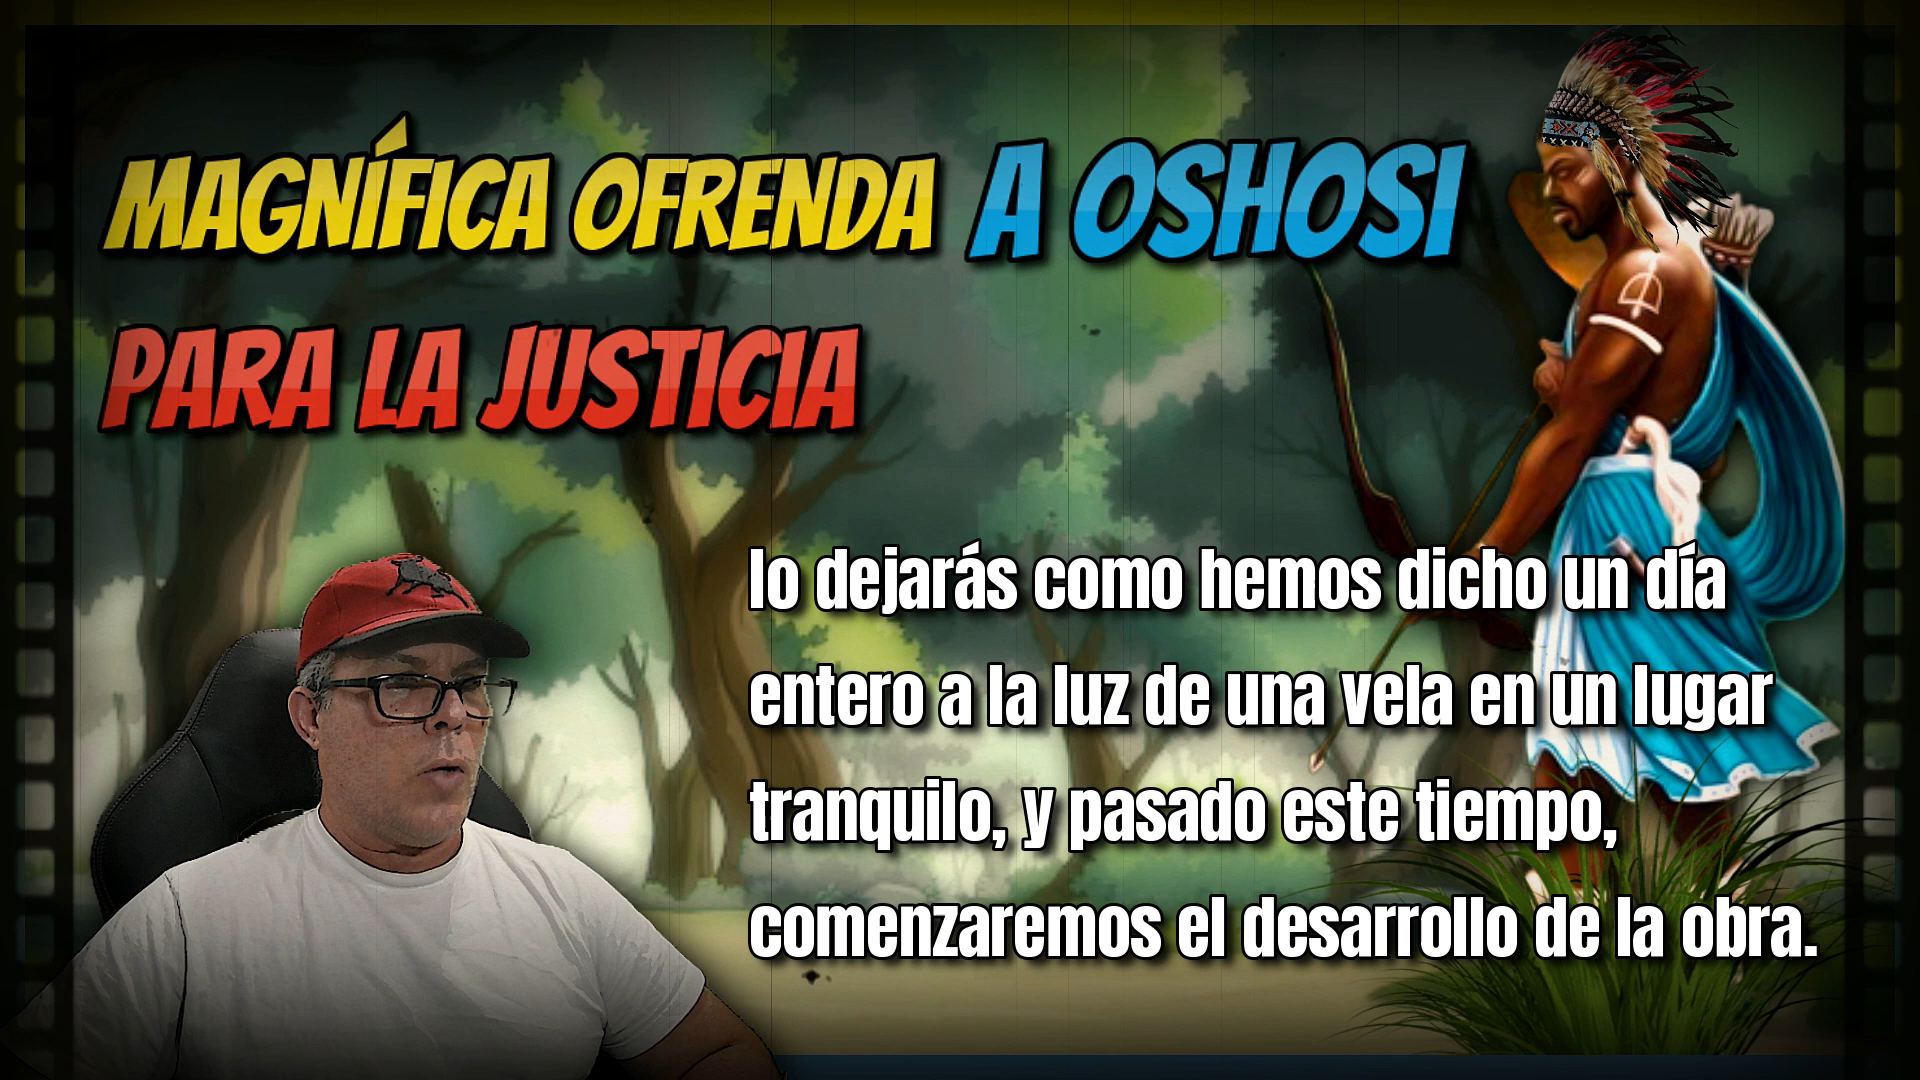 MAGNÍFICA OFRENDA A OSHOSI
PARA LA JUSTICIA
lo dejarás como hemos dicho un día
entero a la luz de una vela en un lugar
tranquilo, y pasado este tiempo,
comenzaremos el desarrollo de la obra.